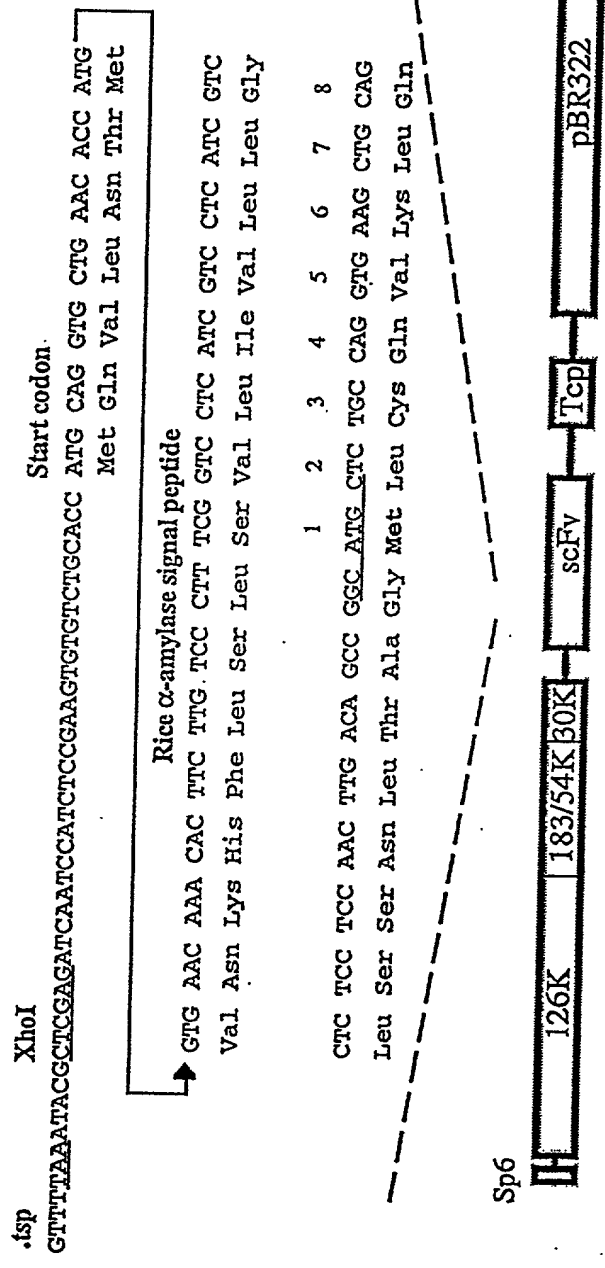 .tsp XhoI Start codon
GTTTTAAATACGCTCGAGATCAATCCATCTCCGAAGTGTGTCTGCACC ATG CAG GTG CTG AAC ACC ATG
Met Gln Val Leu Asn Thr Met
Rice α-amylase signal peptide
GTG AAC AAA CAC TTC TTG TCC CTT TCG GTC CTC ATC GTC CTC ATC GTC
Val Asn Lys His Phe Leu Ser Leu Ser Val Leu Ile Val Leu Leu Gly
1 2 3 4 5 6 7 8
CTC TCC TCC AAC TTG ACA GCC GGC ATG CTC TGC CAG GTG AAG CTG CAG
Leu Ser Ser Asn Leu Thr Ala Gly Met Leu Cys Gln Val Lys Leu Gln
Sp6
126K 183/54K 30K scFv Tcp pBR322